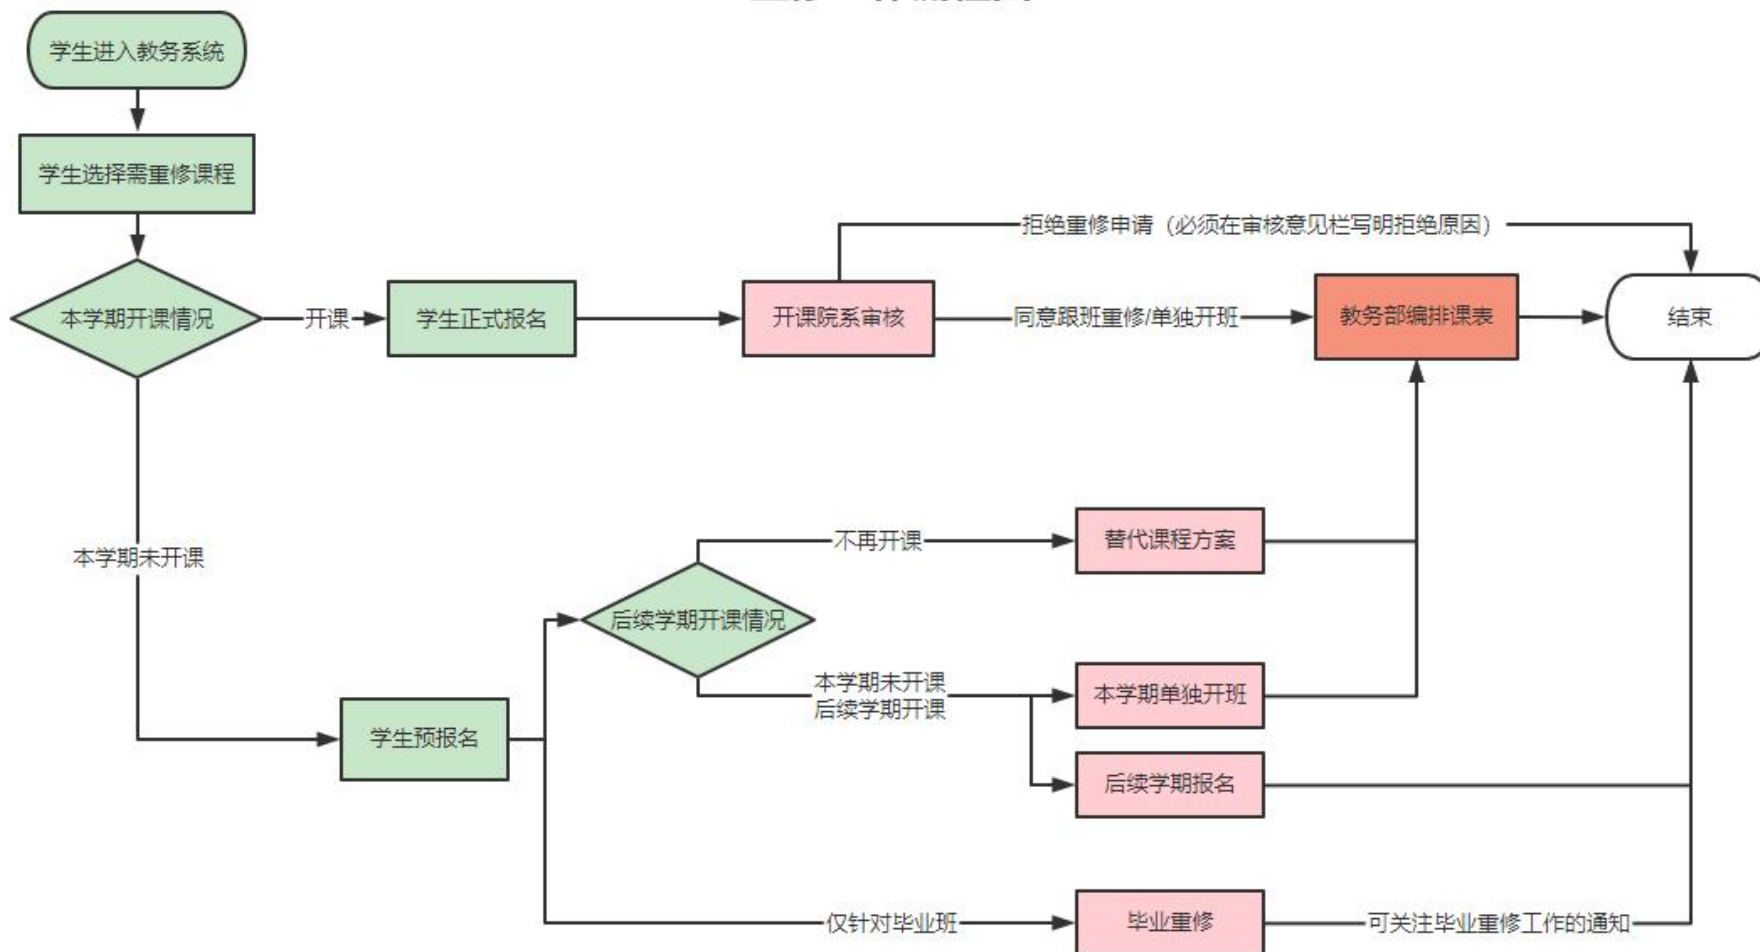 学生进入教务系统
学生选择需重修课程
拒绝重修申请（必须在审核意见栏写明拒绝原因）
本学期开课情况
开课
学生正式报名
开课院系审核
同意跟班重修/单独开班
教务部编排课表
结束
本学期未开课
不再开课
替代课程方案
后续学期开课情况
本学期未开课
后续学期开课
本学期单独开班
学生预报名
后续学期报名
仅针对毕业班
毕业重修
可关注毕业重修工作的通知